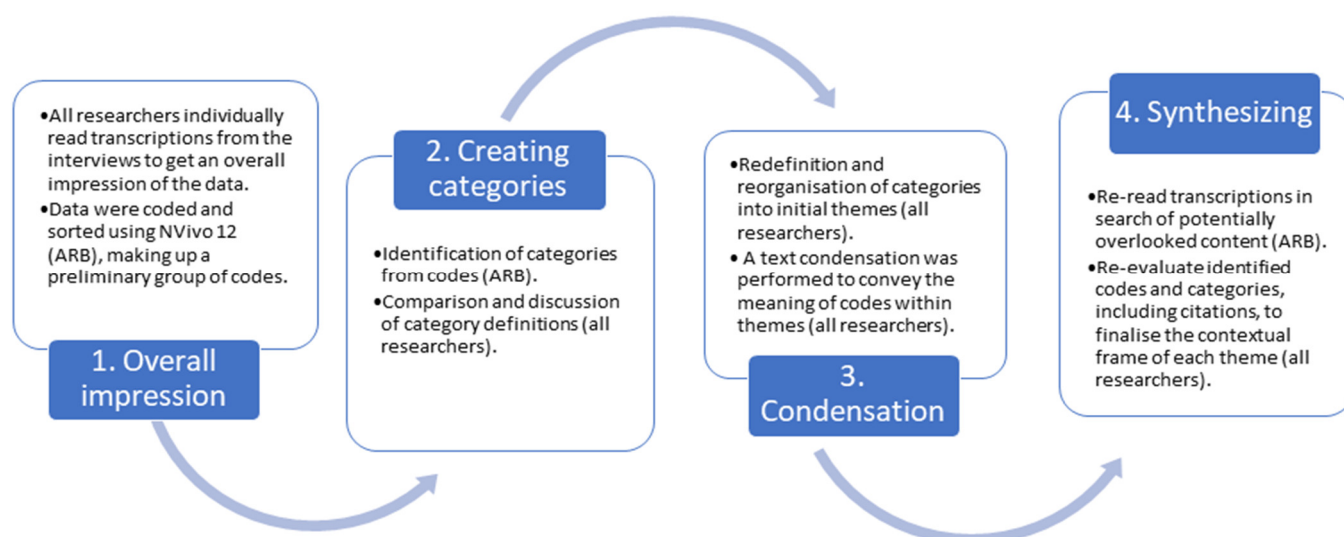 •All researchers individually
read transcriptions from the
interviews to get an overall
impression of the data.
•Data were coded and
sorted using NVivo 12
(ARB), making up a
preliminary group of codes.
1. Overall
impression
2. Creating
categories
•Identification of categories
from codes (ARB).
•Comparison and discussion
of category definitions (all
researchers).
•Redefinition and
reorganisation of categories
into initial themes (all
researchers).
• A text condensation was
performed to convey the
meaning of codes within
themes (all researchers).
3.
Condensation
4. Synthesizing
•Re-read transcriptions in
search of potentially
overlooked content (ARB).
•Re-evaluate identified
codes and categories,
including citations, to
finalise the contextual
frame of each theme (all
researchers).